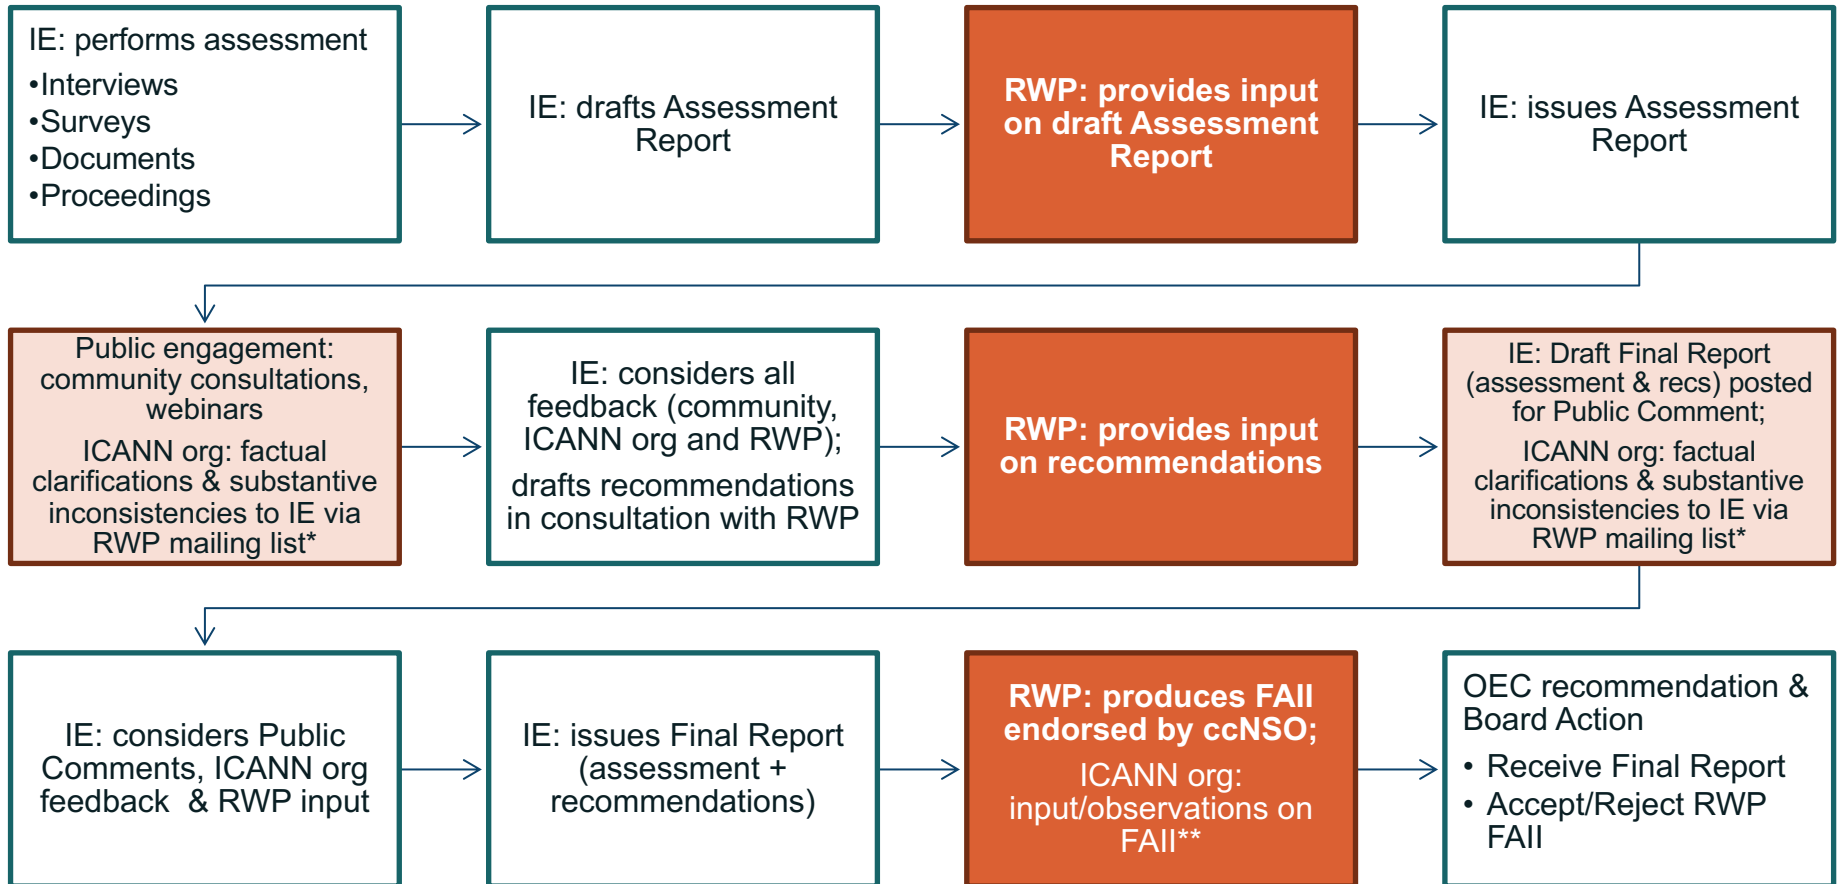 IE: performs assessment
•Interviews
•Surveys
•Documents
•Proceedings
IE: drafts Assessment
Report
RWP: provides input
on draft Assessment
Report
IE: issues Assessment
Report
Public engagement:
community consultations,
webinars
ICANN org: factual
clarifications & substantive
inconsistencies to IE via
RWP mailing list*
IE: considers all
feedback (community,
ICANN org and RWP);
drafts recommendations
in consultation with RWP
RWP: provides input
on recommendations
IE: Draft Final Report
(assessment & recs) posted
for Public Comment;
ICANN org: factual
clarifications & substantive
inconsistencies to IE via
RWP mailing list*
IE: considers Public
Comments, ICANN org
feedback & RWP input
IE: issues Final Report
(assessment +
recommendations)
RWP: produces FAII
endorsed by ccNSO;
ICANN org:
input/observations on
FAII**
OEC recommendation &
Board Action
• Receive Final Report
• Accept/Reject RWP
FAII